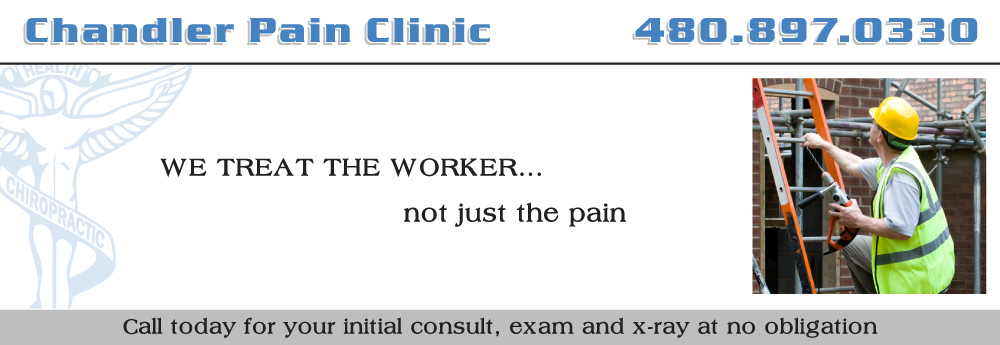 Chandler Pain Clinic 480.897.0330
HEALTH
CHIROPRACTIC
WE TREAT THE WORKER...
not just the pain
Call today for your initial consult, exam and x-ray at no obligation